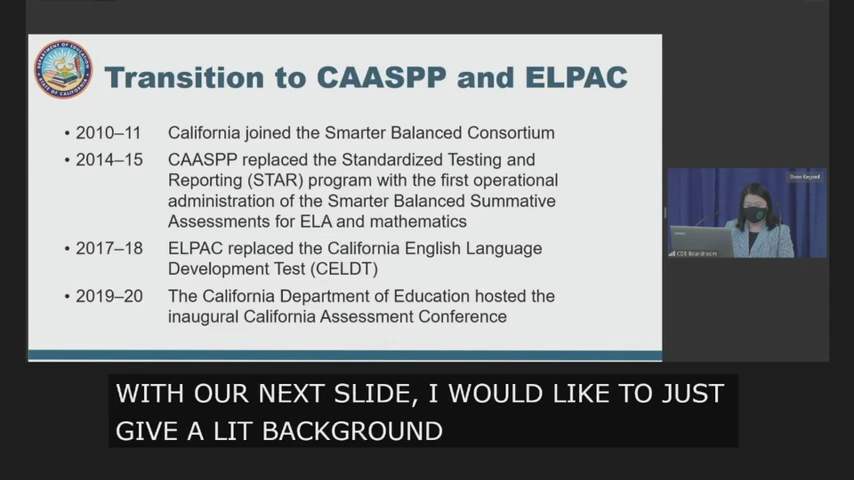 Transition to CAASPP and ELPAC
• 2010–11 California joined the Smarter Balanced Consortium
• 2014–15 CAASPP replaced the Standardized Testing and
Reporting (STAR) program with the first operational
administration of the Smarter Balanced Summative
Assessments for ELA and mathematics
• 2017–18 ELPAC replaced the California English Language
Development Test (CELDT)
• 2019–20 The California Department of Education hosted the
inaugural California Assessment Conference
CDE Boardroom
WITH OUR NEXT SLIDE, I WOULD LIKE TO JUST
GIVE A LIT BACKGROUND